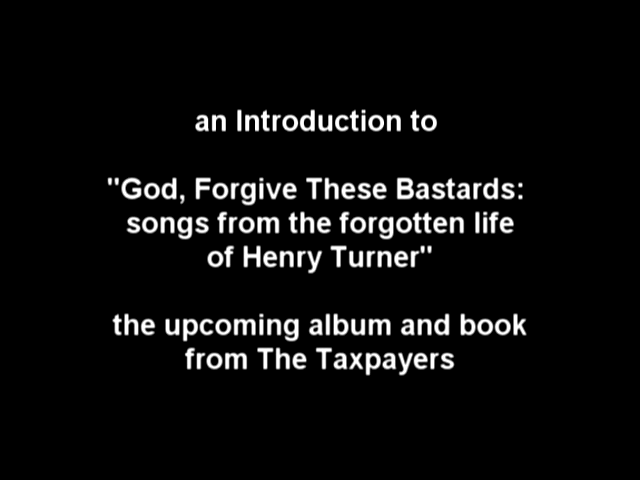 an Introduction to
"God, Forgive These Bastards:
songs from the forgotten life
of Henry Turner"
the upcoming album and book
from The Taxpayers